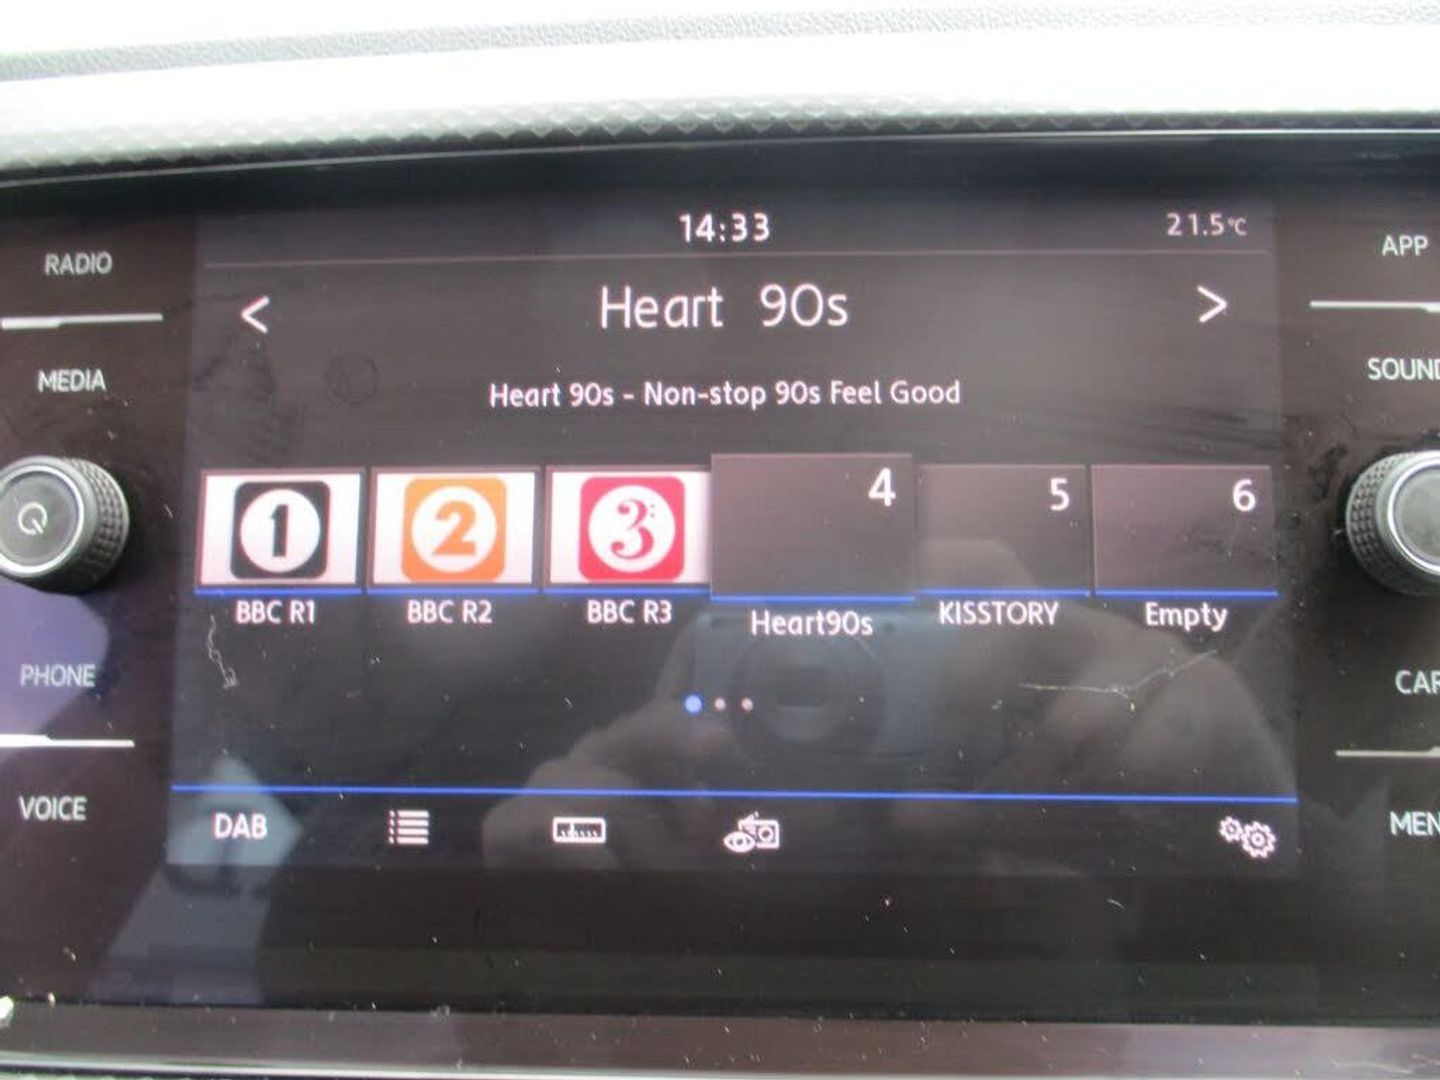 14:33
21.5°C
RADIO
APP
< Heart 90s >
MEDIA
SOUND
Heart 90s - Non-stop 90s Feel Good
1
2
3
4
5
6
BBC R1
BBC R2
BBC R3
Heart90s
KISSTORY
Empty
PHONE
CAR
VOICE
DAB
MEN